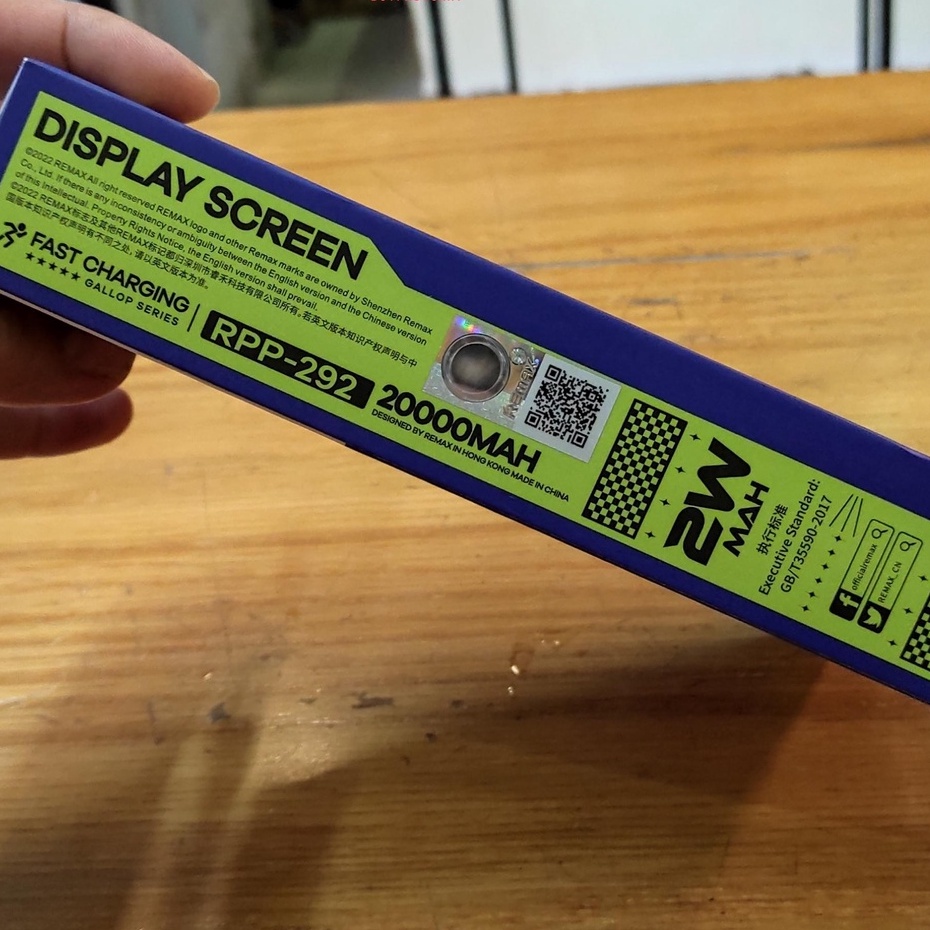 DISPLAY SCREEN
©2022 REMAX All right reserved REMAX logo and other Remax marks are owned by Shenzhen Remax
Co., Ltd. If there is any inconsistency or ambiguity between the English version and the Chinese version
of this Intellectual. Property Rights Notice, the English version shall prevail.
©2022 REMAX标志及其他REMAX标记都归深圳市睿禾科技有限公司所有。若英文版本知识产权声明与中
国版本知识产权声明有不同之处, 请以英文版本为准。
FAST CHARGING
GALLOP SERIES
RPP-292
20000MAH
DESIGNED BY REMAX IN HONG KONG MADE IN CHINA
REMAX
2W
MAH
执行标准
Executive Standard:
GB/T35590-2017
officialremax
REMAX_CN